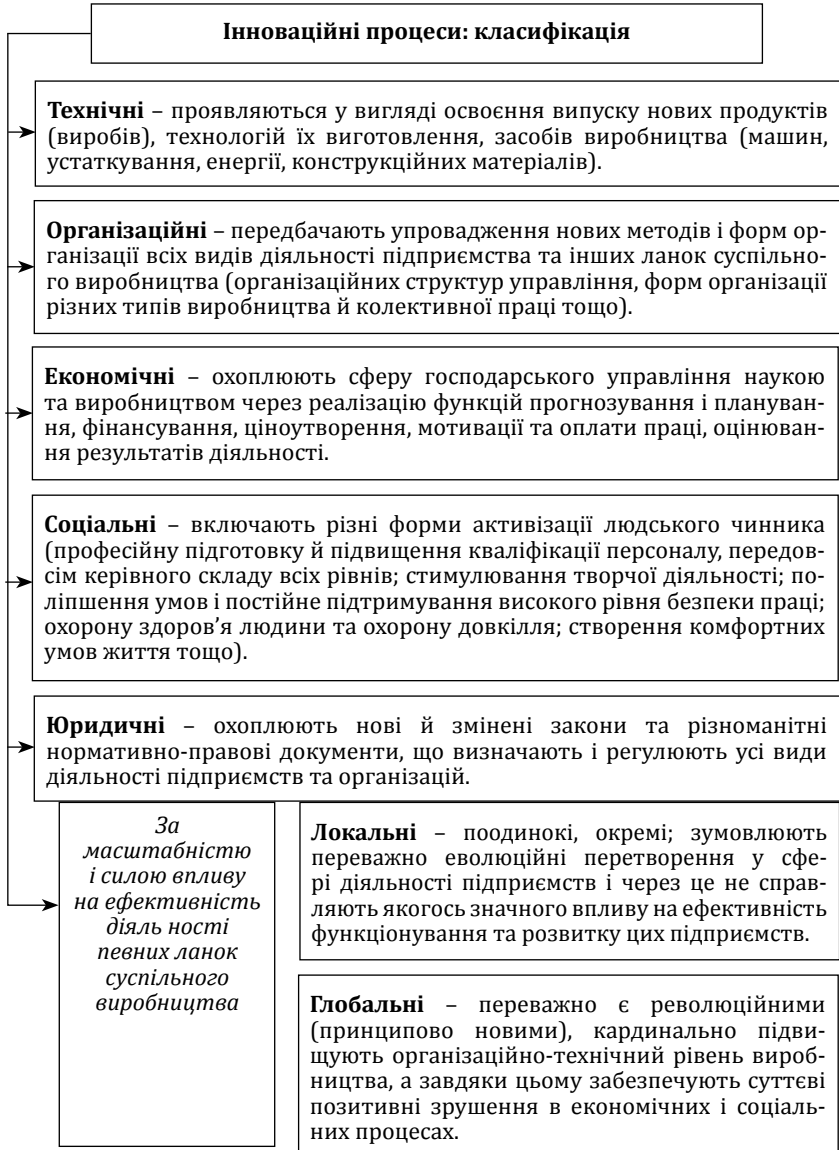 Інноваційні процеси: класифікація
Технічні – проявляються у вигляді освоєння випуску нових продуктів
(виробів), технологій їх виготовлення, засобів виробництва (машин,
устаткування, енергії, конструкційних матеріалів).
Організаційні – передбачають упровадження нових методів і форм ор-
ганізації всіх видів діяльності підприємства та інших ланок суспільно-
го виробництва (організаційних структур управління, форм організації
різних типів виробництва й колективної праці тощо).
Економічні – охоплюють сферу господарського управління наукою
та виробництвом через реалізацію функцій прогнозування і плануван-
ня, фінансування, ціноутворення, мотивації та оплати праці, оцінюван-
ня результатів діяльності.
Соціальні – включають різні форми активізації людського чинника
(професійну підготовку й підвищення кваліфікації персоналу, передов-
сім керівного складу всіх рівнів; стимулювання творчої діяльності; по-
ліпшення умов і постійне підтримування високого рівня безпеки праці;
охорону здоров'я людини та охорону довкілля; створення комфортних
умов життя тощо).
Юридичні – охоплюють нові й змінені закони та різноманітні
нормативно-правові документи, що визначають і регулюють усі види
діяльності підприємств та організацій.
За
масштабністю
і силою впливу
на ефективність
діяль ності
певних ланок
суспільного
виробництва
Локальні – поодинокі, окремі; зумовлюють
переважно еволюційні перетворення у сфе-
рі діяльності підприємств і через це не справ-
ляють якогось значного впливу на ефективність
функціонування та розвитку цих підприємств.
Глобальні – переважно є революційними
(принципово новими), кардинально підви-
щують організаційно-технічний рівень вироб-
ництва, а завдяки цьому забезпечують суттєві
позитивні зрушення в економічних і соціаль-
них процесах.